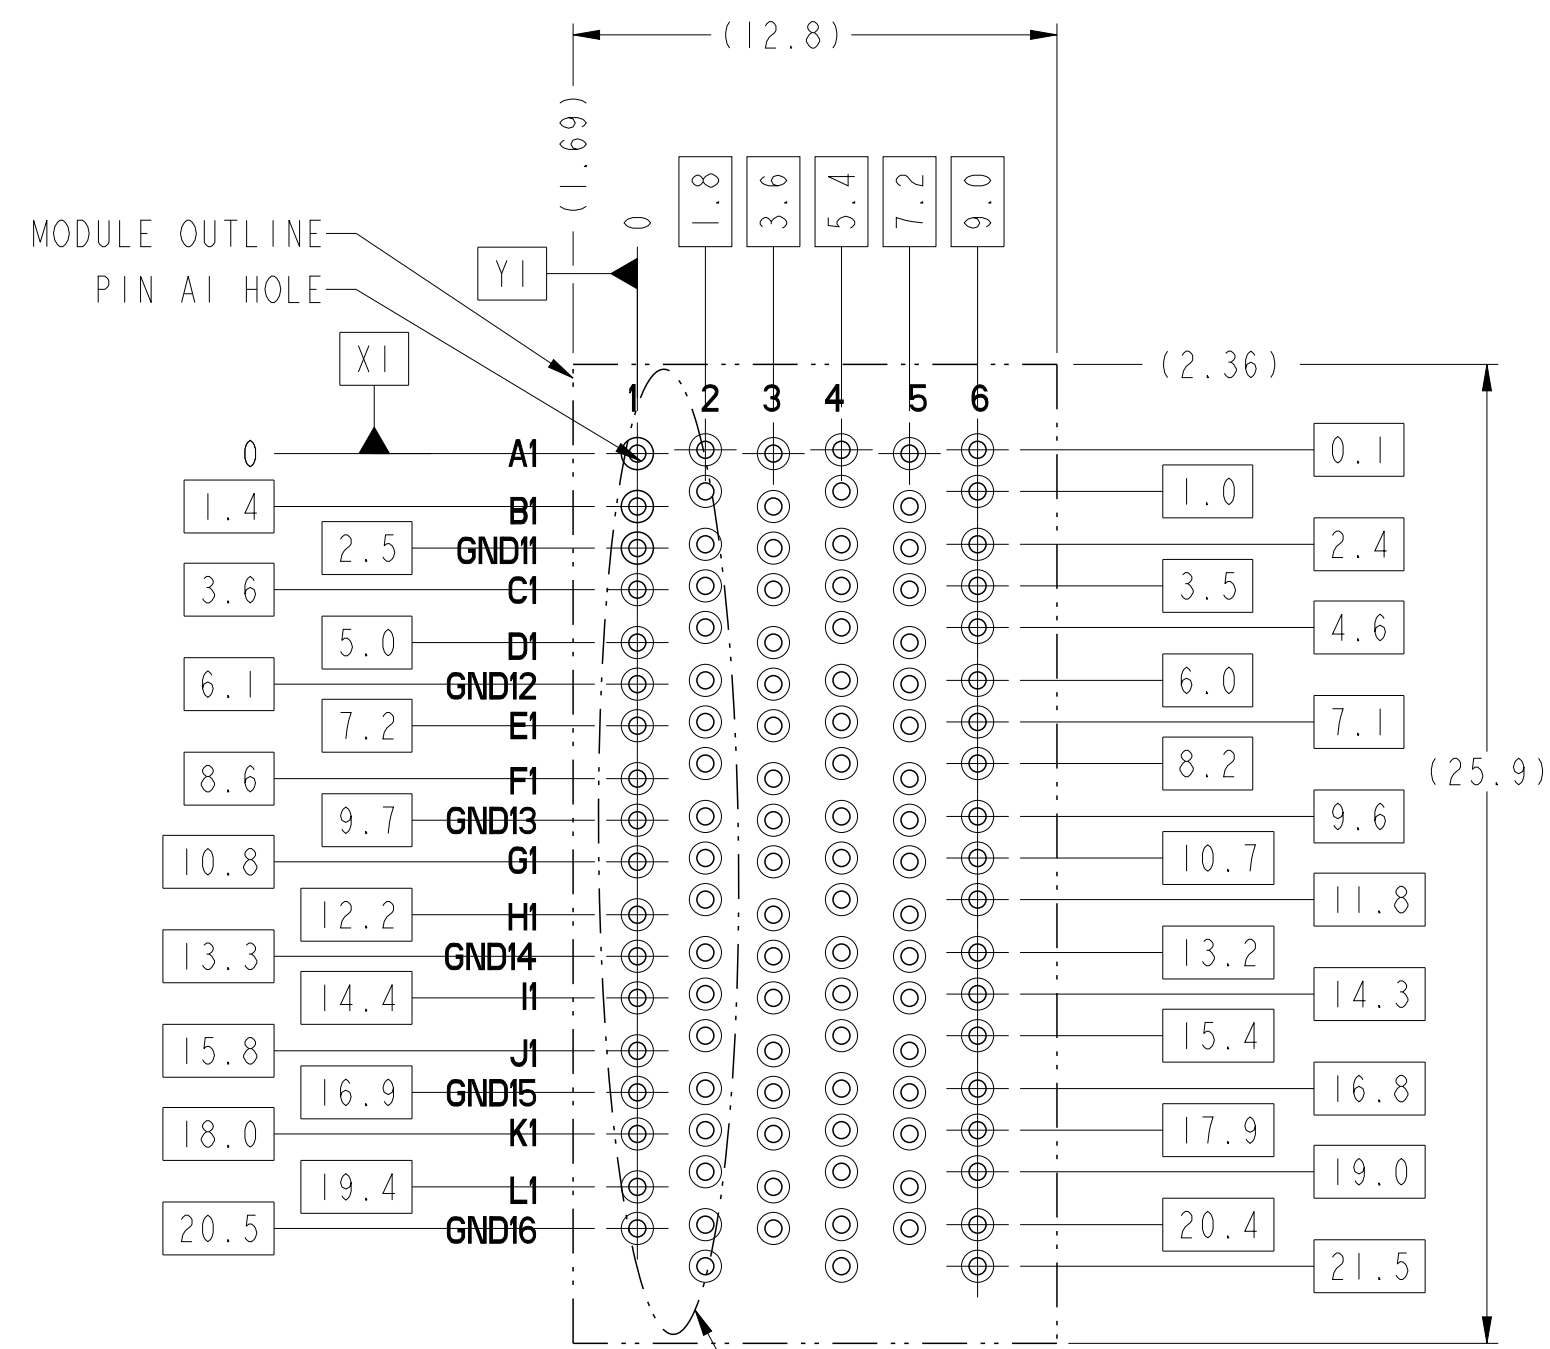 (12.8)
(1.69)
0
1.8
3.6
5.4
7.2
9.0
MODULE OUTLINE
Y1
PIN A1 HOLE
X1
(2.36)
1 2 3 4 5 6
0 A1 0.1
1.0
1.4 B1
2.5 GND11 2.4
3.6 C1 3.5
4.6
5.0 D1
6.1 GND12 6.0
7.2 E1 7.1
8.2
8.6 F1
(25.9)
9.7 GND13 9.6
10.8 G1 10.7
11.8
12.2 H1
13.3 GND14 13.2
14.4 I1 14.3
15.4
15.8 J1
16.9 GND15 16.8
18.0 K1 17.9
19.0
19.4 L1
20.5 GND16 20.4
21.5